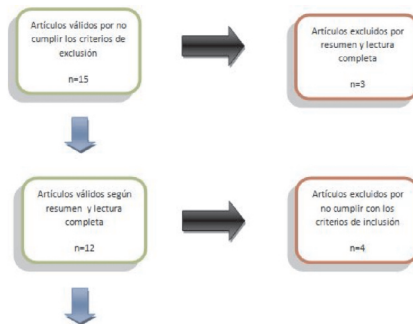 Artículos válidos por no
cumplir los criterios de
exclusión
n=15
Artículos excluidos por
resumen y lectura
completa
n=3
Artículos válidos según
resumen y lectura
completa
n=12
Artículos excluidos por
no cumplir con los
criterios de inclusión
n=4